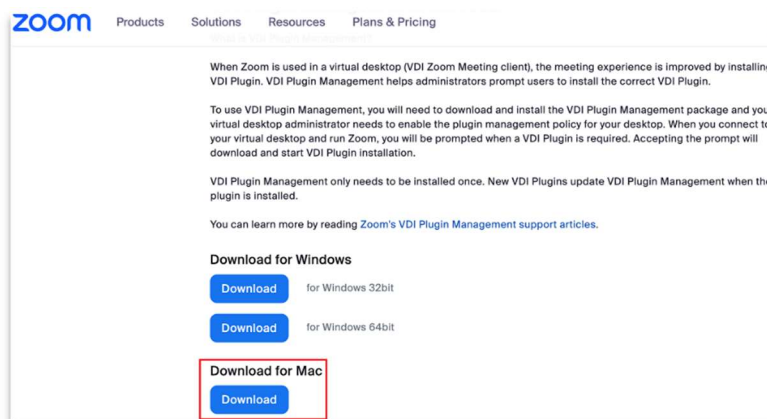 zoom Products Solutions Resources Plans & Pricing
What is VDI Plugin Management?
When Zoom is used in a virtual desktop (VDI Zoom Meeting client), the meeting experience is improved by installing
VDI Plugin. VDI Plugin Management helps administrators prompt users to install the correct VDI Plugin.
To use VDI Plugin Management, you will need to download and install the VDI Plugin Management package and
virtual desktop administrator needs to enable the plugin management policy for your desktop. When you connect to
your virtual desktop and run Zoom, you will be prompted when a VDI Plugin is required. Accepting the prompt will
download and start VDI Plugin installation.
VDI Plugin Management only needs to be installed once. New VDI Plugins update VDI Plugin Management when the
plugin is installed.
You can learn more by reading Zoom's VDI Plugin Management support articles.
Download for Windows
Download for Windows 32bit
Download for Windows 64bit
Download for Mac
Download